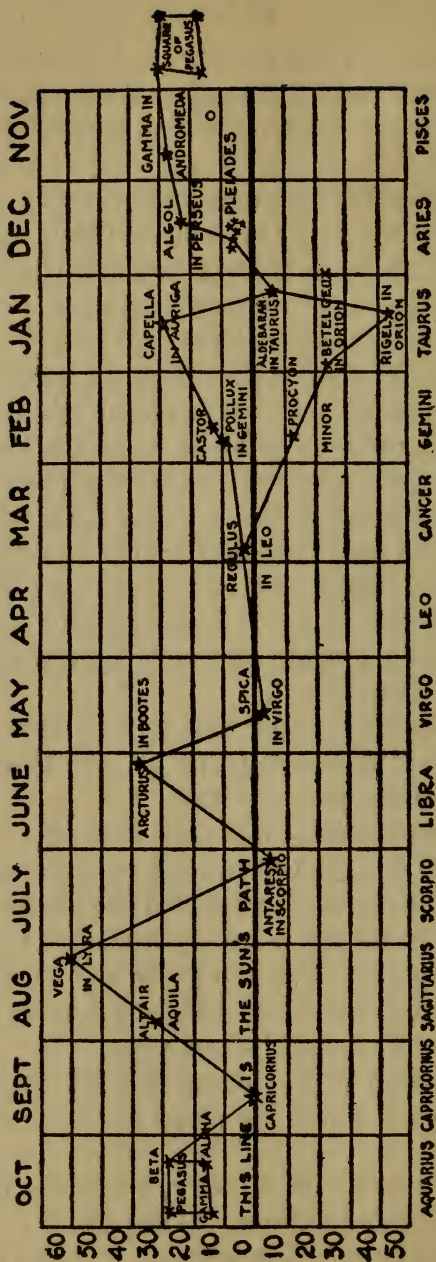 OCT SEPT AUG JULY JUNE MAY APR MAR FEB JAN DEC NOV
60
50
40
30
20
10
0
10
20
30
40
50
BETA
PEGASUS
GAMMA ALPHA
CAPRICORNUS
ALTAIR
AQUILA
VEGA
IN LYRA
ANTARES
IN SCORPIO
ARCTURUS IN BOOTES
SPICA
IN VIRGO
REGULUS
IN LEO
CASTOR
POLLUX
IN GEMINI
PROCYON
MINOR
CAPELLA
IN AURIGA
ALDEBARAN
IN TAURUS
BETELGEUX
IN ORION
RIGEL IN
ORION
ALGOL
IN PERSEUS
PLEIADES
GAMMA IN
ANDROMEDA
SQUARE
OF
PEGASUS
THIS LINE IS THE SUN'S PATH
AQUARIUS CAPRICORNUS SAGITTARIUS SCORPIO LIBRA VIRGO LEO CANCER GEMINI TAURUS ARIES PISCES